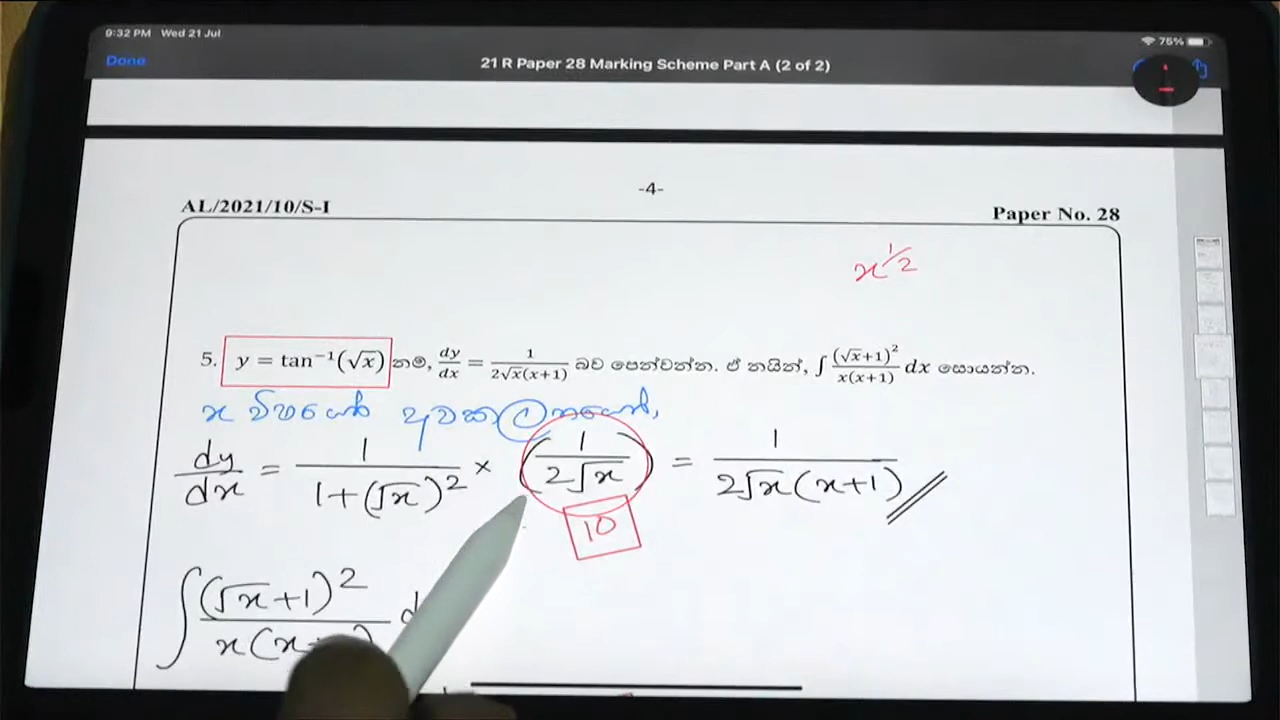 9:32 PM Wed 21 Jul
75%
Done
21 R Paper 28 Marking Scheme Part A (2 of 2)
-4-
AL/2021/10/S-I
Paper No. 28
x^1/2
5. y = tan⁻¹(√x) නම්, dy/dx = 1/(2√x(x+1)) බව පෙන්වන්න. ඒ නයින්, ∫ (√x+1)²/(x(x+1)) dx සොයන්න.
x විෂයෙන් අවකලනයෙන්,
dy/dx = 1/(1+(√x)²) × (1/(2√x)) = 1/(2√x(x+1))
10
∫ (√x+1)²